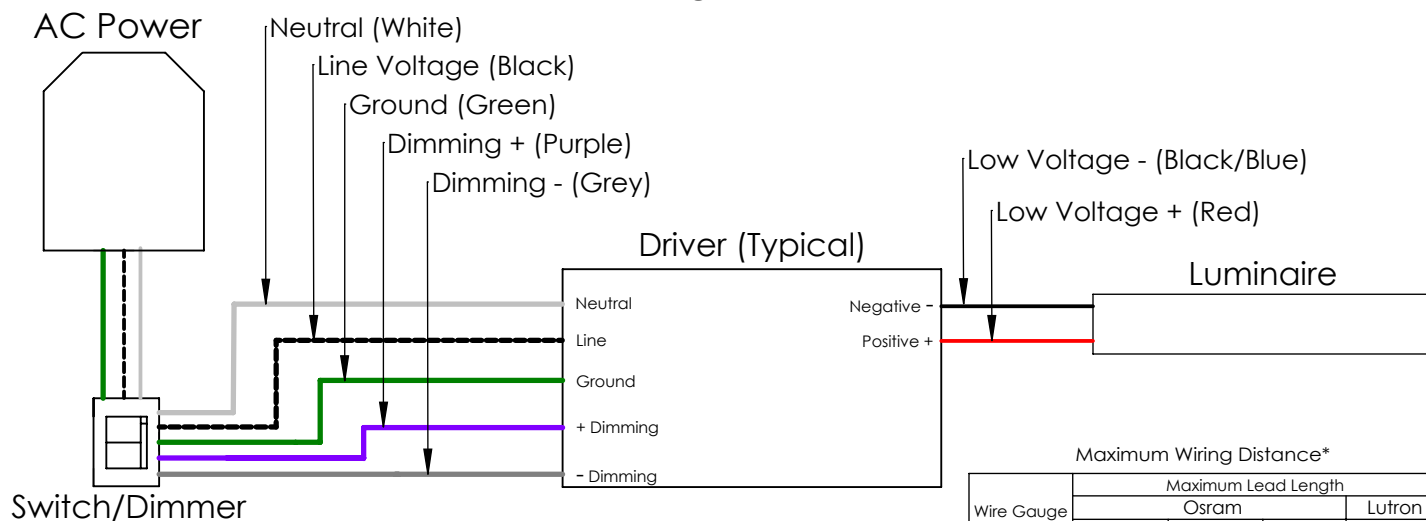 AC Power
Neutral (White)
Line Voltage (Black)
Ground (Green)
Dimming + (Purple)
Dimming - (Grey)
Low Voltage - (Black/Blue)
Low Voltage + (Red)
Driver (Typical)
Luminaire
Neutral
Line
Ground
+ Dimming
- Dimming
Negative -
Positive +
Switch/Dimmer
Maximum Wiring Distance*
Maximum Lead Length
Wire Gauge
Osram
Lutron